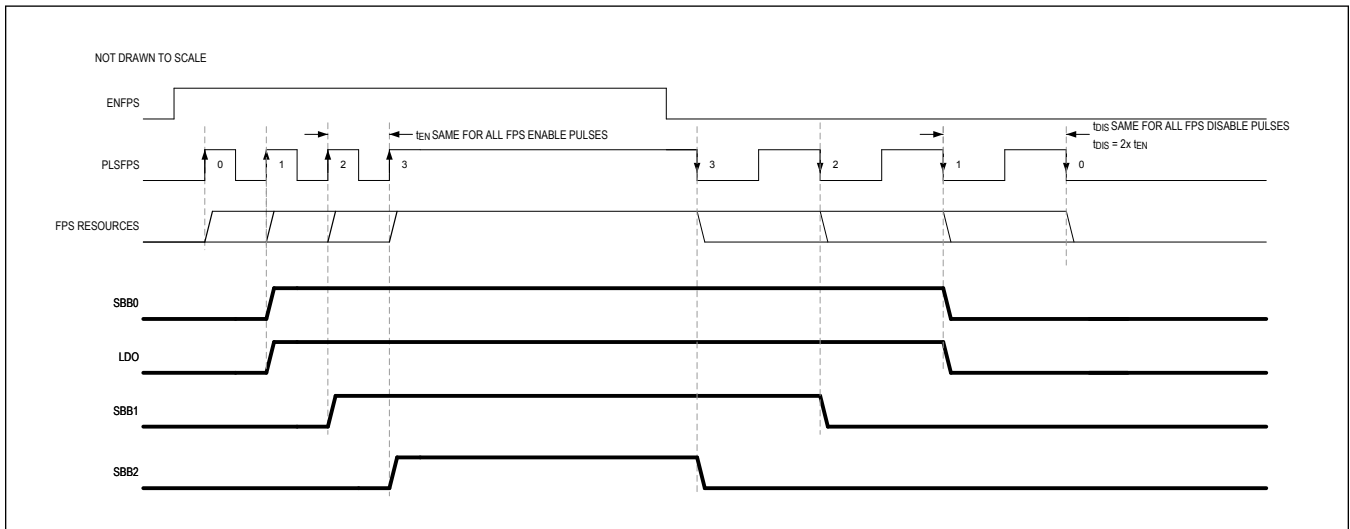 NOT DRAWN TO SCALE
ENFPS
tEN SAME FOR ALL FPS ENABLE PULSES
tDIS SAME FOR ALL FPS DISABLE PULSES
tDIS = 2x tEN
PLSFPS
0 1 2 3 3 2 1 0
FPS RESOURCES
SBB0
LDO
SBB1
SBB2